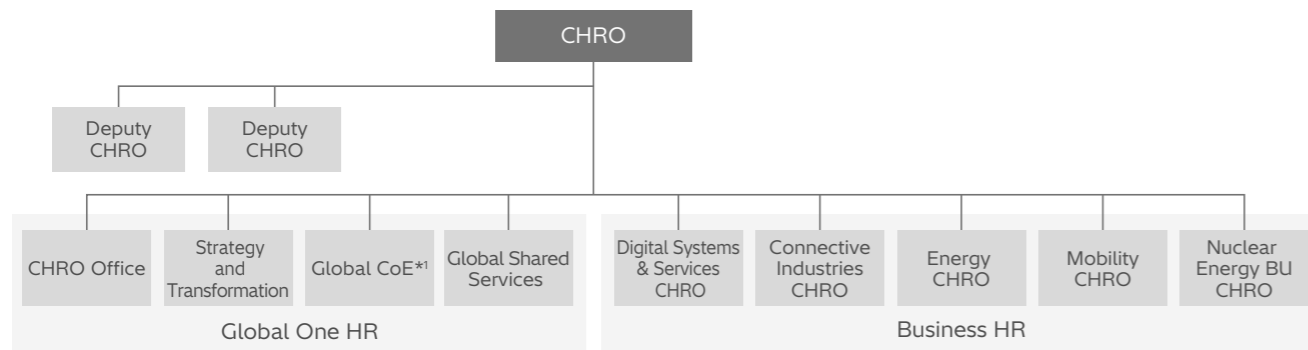 CHRO
Deputy
CHRO
Deputy
CHRO
CHRO Office
Strategy
and
Transformation
Global CoE*1
Global Shared
Services
Global One HR
Digital Systems
& Services
CHRO
Connective
Industries
CHRO
Energy
CHRO
Mobility
CHRO
Nuclear
Energy BU
CHRO
Business HR